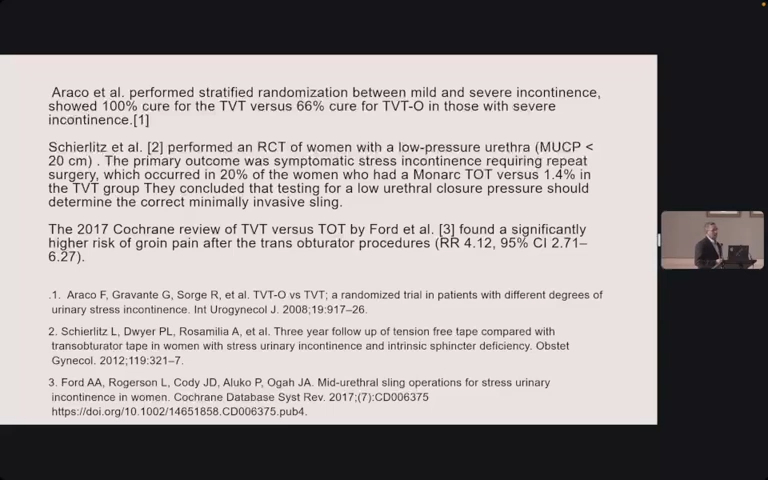 Araco et al. performed stratified randomization between mild and severe incontinence,
showed 100% cure for the TVT versus 66% cure for TVT-O in those with severe
incontinence.[1]
Schierlitz et al. [2] performed an RCT of women with a low-pressure urethra (MUCP <
20 cm) . The primary outcome was symptomatic stress incontinence requiring repeat
surgery, which occurred in 20% of the women who had a Monarc TOT versus 1.4% in
the TVT group They concluded that testing for a low urethral closure pressure should
determine the correct minimally invasive sling.
The 2017 Cochrane review of TVT versus TOT by Ford et al. [3] found a significantly
higher risk of groin pain after the trans obturator procedures (RR 4.12, 95% CI 2.71–
6.27).
.1. Araco F, Gravante G, Sorge R, et al. TVT-O vs TVT; a randomized trial in patients with different degrees of
urinary stress incontinence. Int Urogynecol J. 2008;19:917–26.
2. Schierlitz L, Dwyer PL, Rosamilia A, et al. Three year follow up of tension free tape compared with
transobturator tape in women with stress urinary incontinence and intrinsic sphincter deficiency. Obstet
Gynecol. 2012;119:321–7.
3. Ford AA, Rogerson L, Cody JD, Aluko P, Ogah JA. Mid-urethral sling operations for stress urinary
incontinence in women. Cochrane Database Syst Rev. 2017;(7):CD006375
https://doi.org/10.1002/14651858.CD006375.pub4.